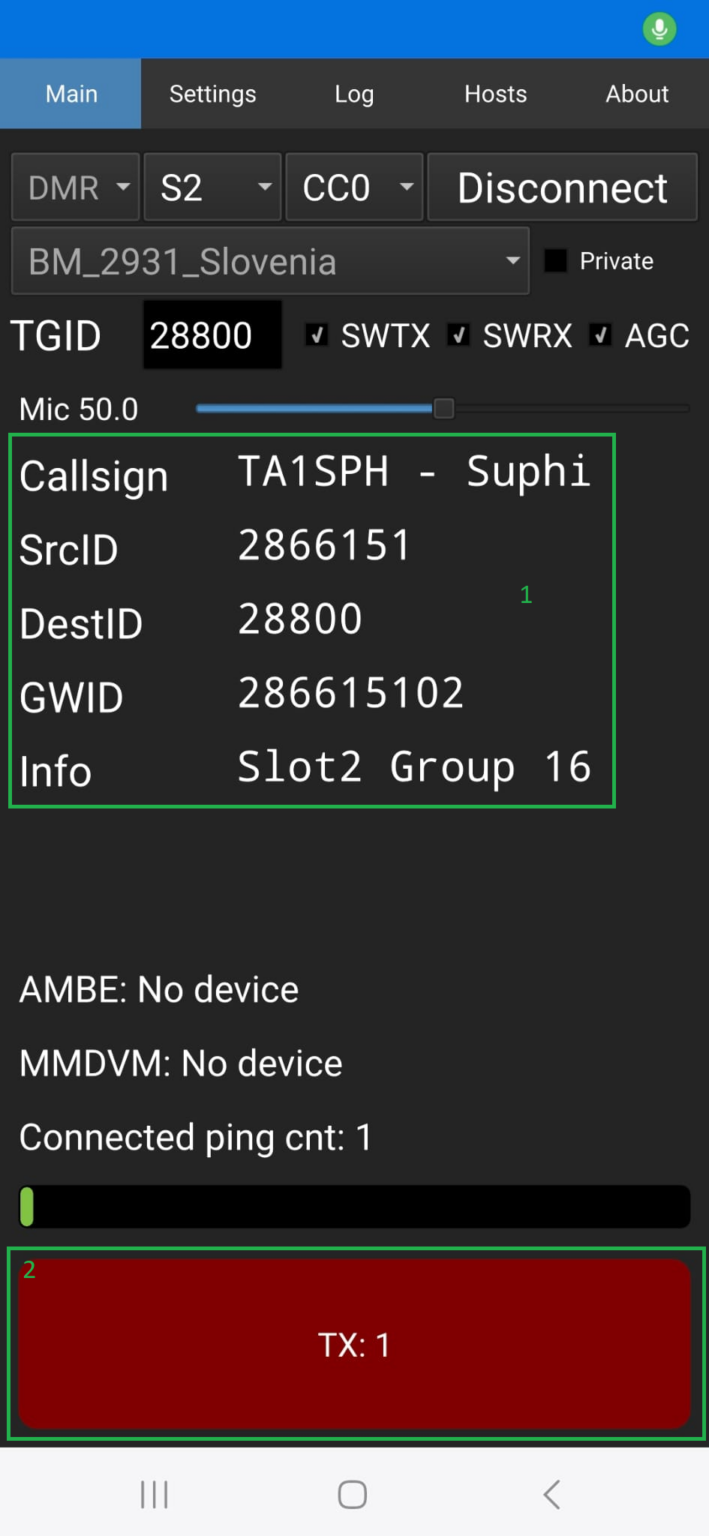 Main Settings Log Hosts About
DMR S2 CC0 Disconnect
BM_2931_Slovenia Private
TGID 28800 SWTX SWRX AGC
Mic 50.0
Callsign TA1SPH - Suphi
SrcID 2866151
1
DestID 28800
GWID 286615102
Info Slot2 Group 16
AMBE: No device
MMDVM: No device
Connected ping cnt: 1
2
TX: 1